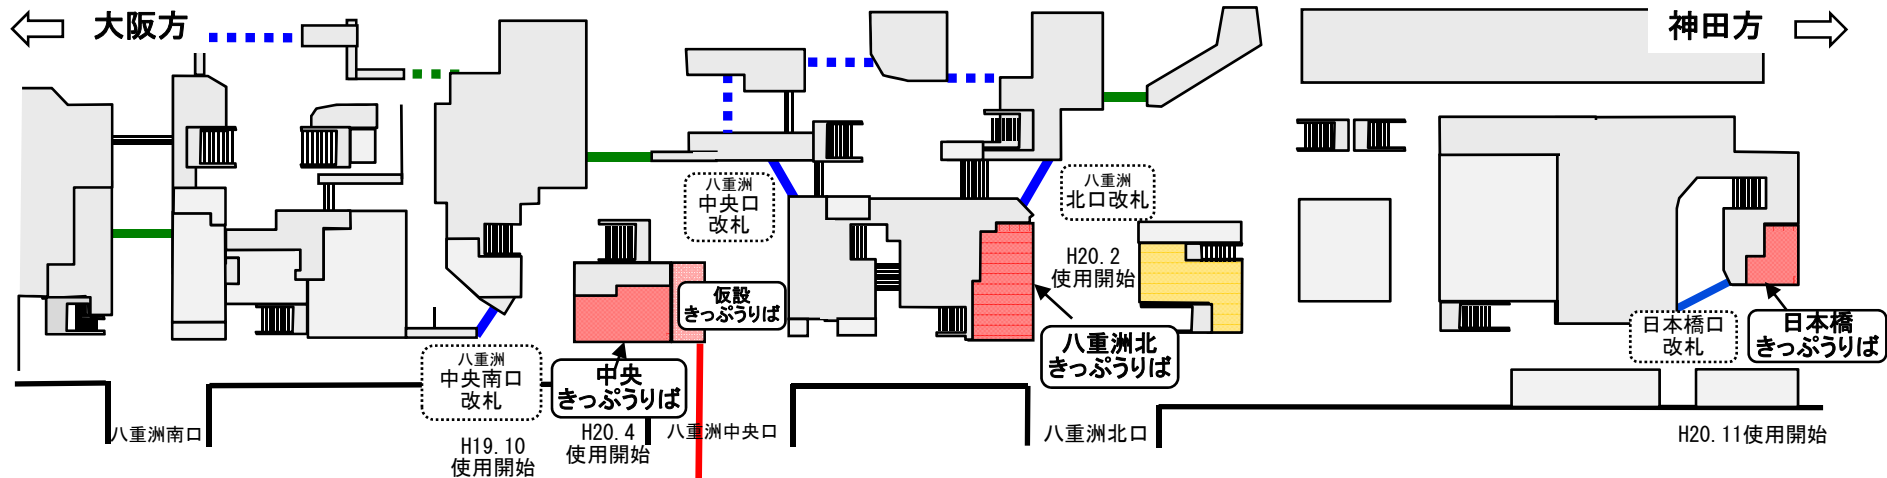 大阪方
神田方
八重洲
中央口
改札
八重洲
北口改札
H20.2
使用開始
仮設
きっぷうりば
八重洲北
きっぷうりば
日本橋口
改札
日本橋
きっぷうりば
八重洲
中央南口
改札
中央
きっぷうりば
八重洲南口
H19.10
使用開始
H20.4
使用開始
八重洲中央口
八重洲北口
H20.11使用開始